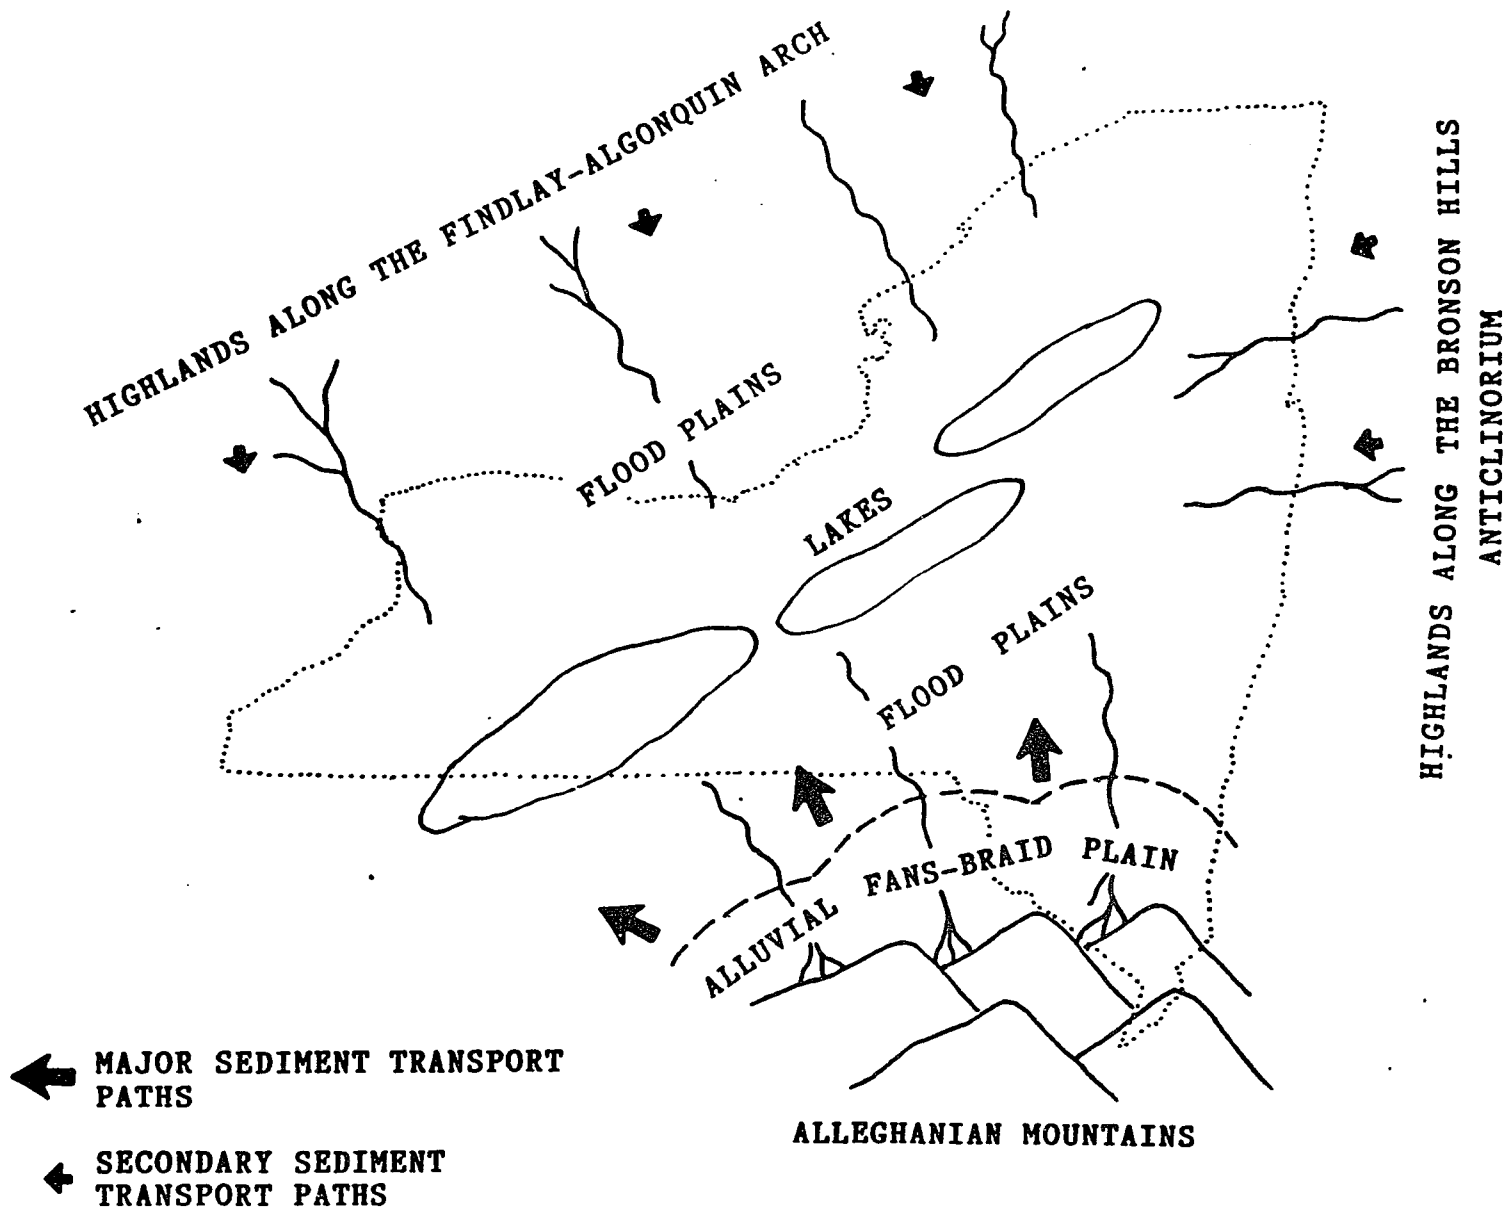 HIGHLANDS ALONG THE FINDLAY-ALGONQUIN ARCH
HIGHLANDS ALONG THE BRONSON HILLS
ANTICLINORIUM
FLOOD PLAINS
LAKES
FLOOD PLAINS
ALLUVIAL FANS-BRAID PLAIN
MAJOR SEDIMENT TRANSPORT
PATHS
ALLEGHANIAN MOUNTAINS
SECONDARY SEDIMENT
TRANSPORT PATHS